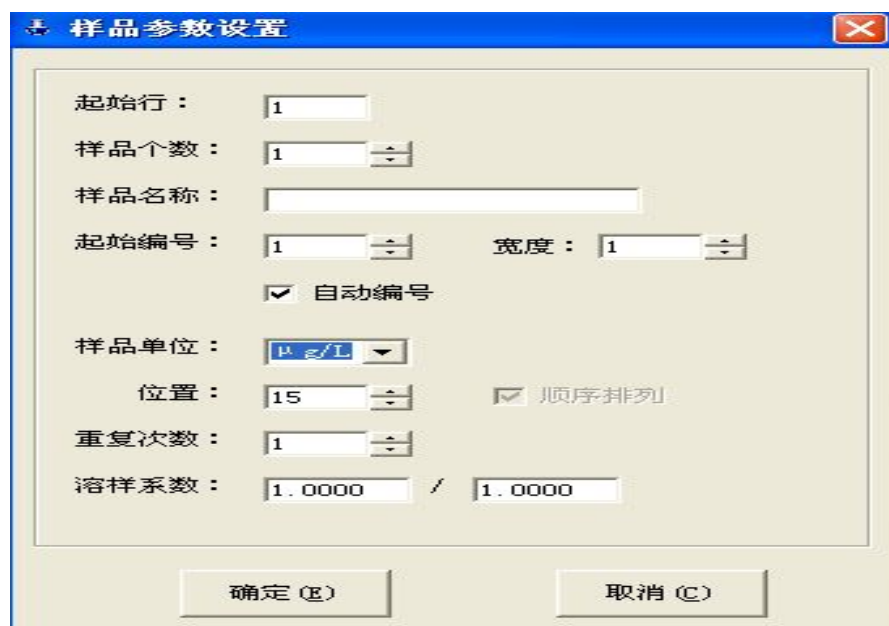 样品参数设置
起始行： 1
样品个数： 1
样品名称：
起始编号： 1 宽度： 1
自动编号
样品单位： μg/L
位置： 15 顺序排列
重复次数： 1
溶样系数： 1.0000 / 1.0000
确定(E) 取消(C)